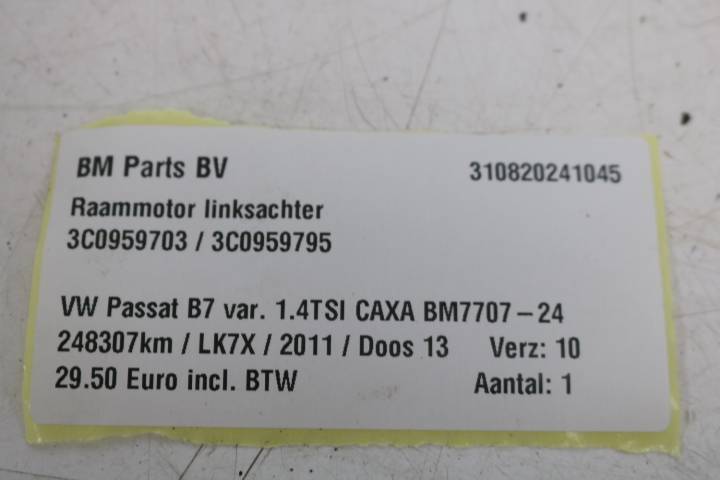 BM Parts BV 310820241045
Raammotor linksachter
3C0959703 / 3C0959795
VW Passat B7 var. 1.4TSI CAXA BM7707-24
248307km / LK7X / 2011 / Doos 13 Verz: 10
29.50 Euro incl. BTW Aantal: 1